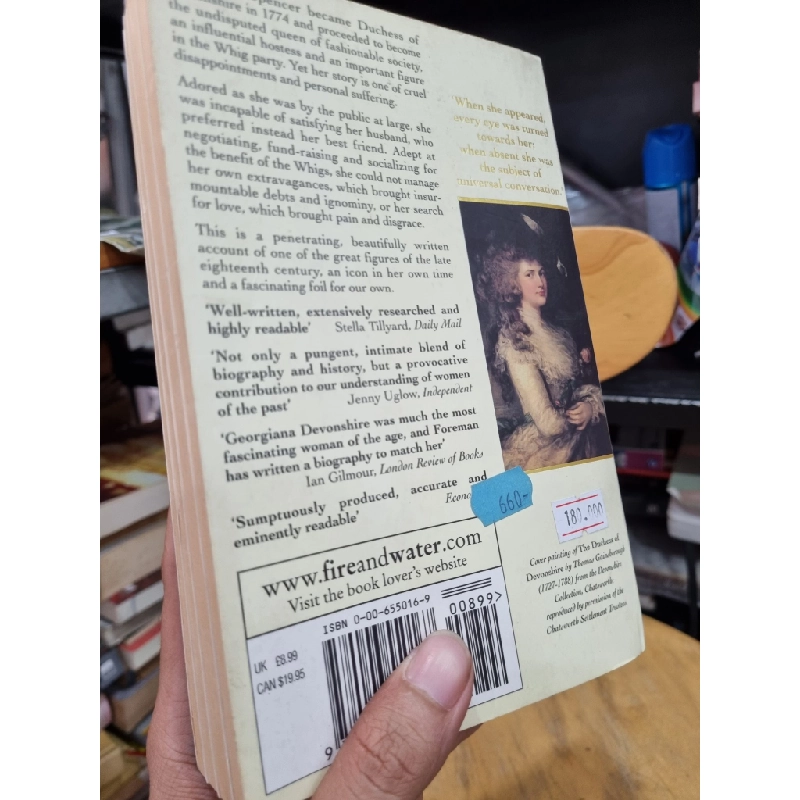 pencer became Duchess of
shire in 1774 and proceeded to become
the undisputed queen of fashionable society,
an influential hostess and an important figure
in the Whig party. Yet her story is one of cruel
disappointments and personal suffering.
Adored as she was by the public at large, she
was incapable of satisfying her husband, who
preferred instead her best friend. Adept at
negotiating, fund-raising and socializing for
the benefit of the Whigs, she could not manage
her own extravagances, which brought insur-
mountable debts and ignominy, or her search
for love, which brought pain and disgrace.
This is a penetrating, beautifully written
account of one of the great figures of the late
eighteenth century, an icon in her own time
and a fascinating foil for our own.
'Well-written, extensively researched and
highly readable' Stella Tillyard, Daily Mail
'Not only a pungent, intimate blend of
biography and history, but a provocative
contribution to our understanding of women
of the past' Jenny Uglow, Independent
'Georgiana Devonshire was much the most
fascinating woman of the age, and Foreman
has written a biography to match her'
Ian Gilmour, London Review of Books
'Sumptuously produced, accurate and
eminently readable' Econo
www.fireandwater.com
Visit the book lover's website
ISBN 0-00-655016-9
00899>
UK £8.99
CAN $19.95
9
'When she appeared,
every eye was turned
towards her;
when absent she was
the subject of
universal conversation.'
660-
180.000
Cover painting of The Duchess of
Devonshire by Thomas Gainsborough
(1727-1788) from the Devonshire
Collection, Chatsworth
reproduced by permission of the
Chatsworth Settlement Trustees